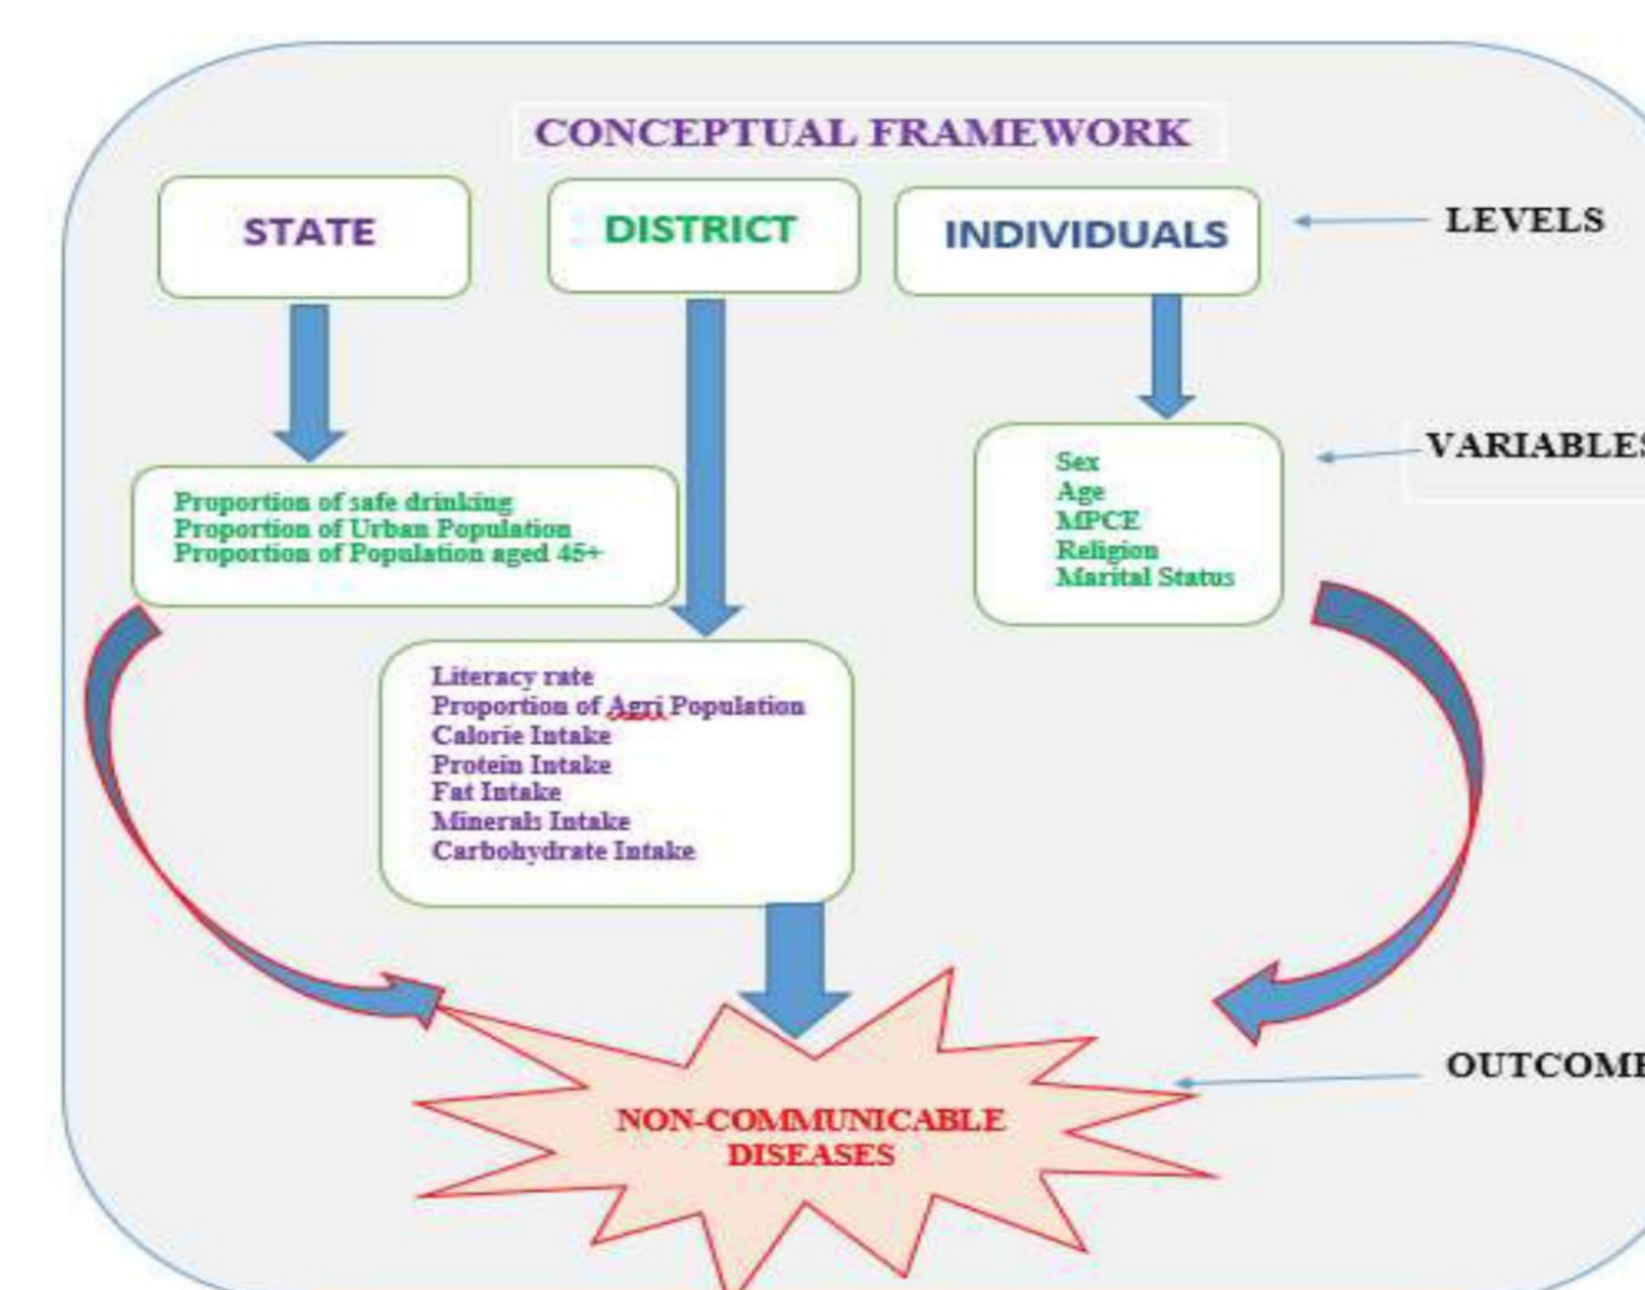 CONCEPTUAL FRAMEWORK
STATE
DISTRICT
INDIVIDUALS
LEVELS
Proportion of safe drinking
Proportion of Urban Population
Proportion of Population aged 45+
Sex
Age
MPCE
Religion
Marital Status
VARIABLES
Literacy rate
Proportion of Agri Population
Calorie Intake
Protein Intake
Fat Intake
Minerals Intake
Carbohydrate Intake
OUTCOME
NON-COMMUNICABLE
DISEASES